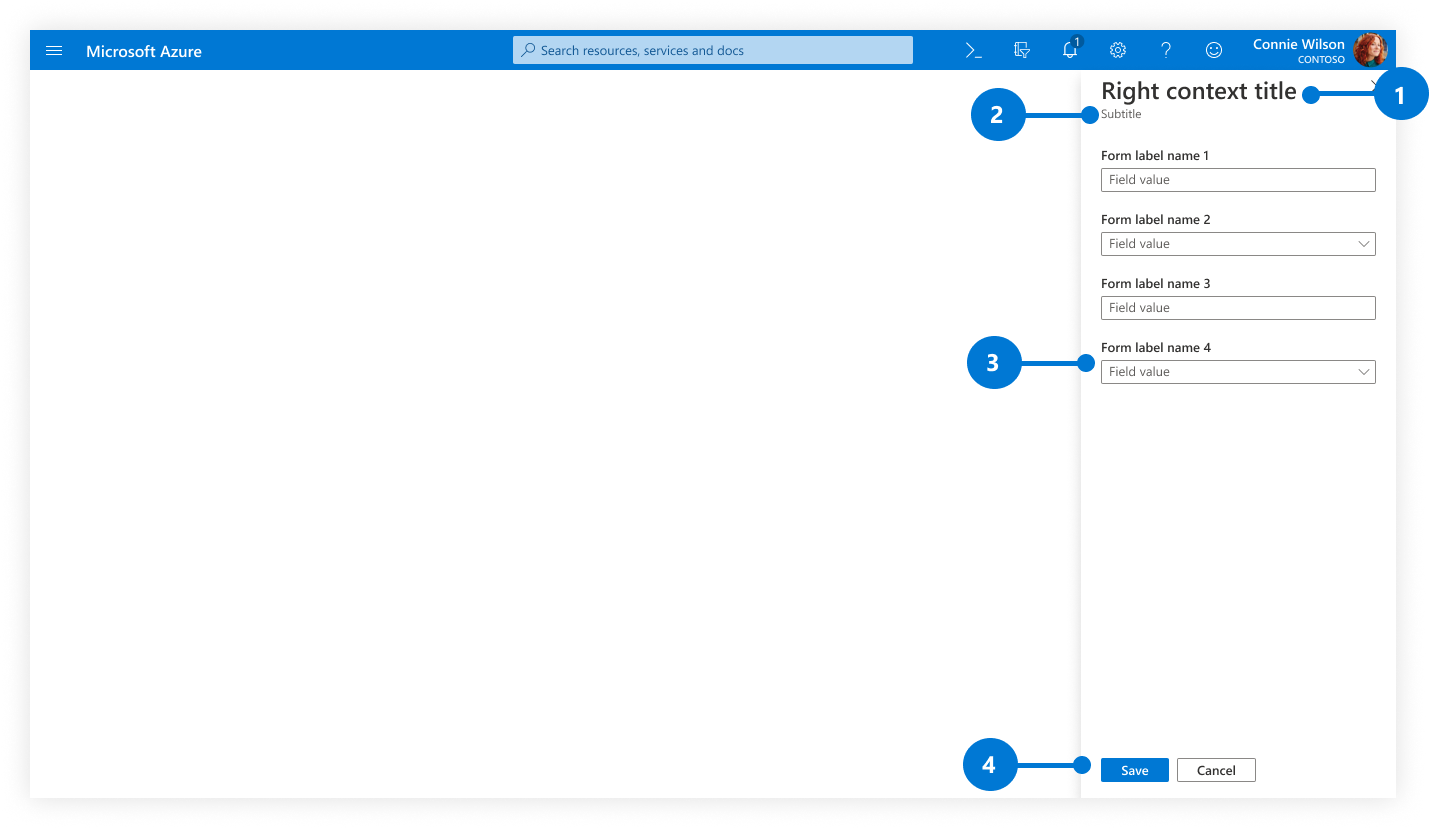 Microsoft Azure
Search resources, services and docs
1
Connie Wilson
CONTOSO
Right context title
1
2
Subtitle
Form label name 1
Field value
Form label name 2
Field value
Form label name 3
Field value
Form label name 4
3
Field value
4
Save
Cancel